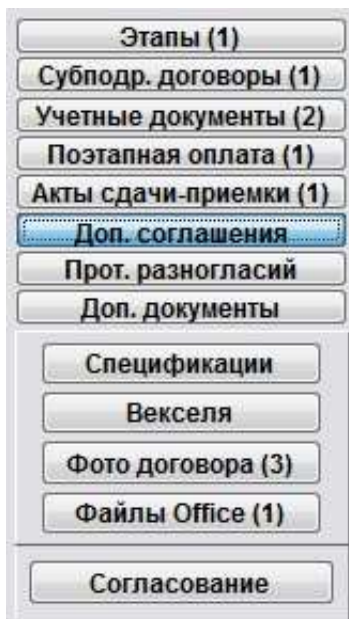 Этапы (1)
Субподр. договоры (1)
Учетные документы (2)
Поэтапная оплата (1)
Акты сдачи-приемки (1)
Доп. соглашения
Прот. разногласий
Доп. документы
Спецификации
Векселя
Фото договора (3)
Файлы Office (1)
Согласование